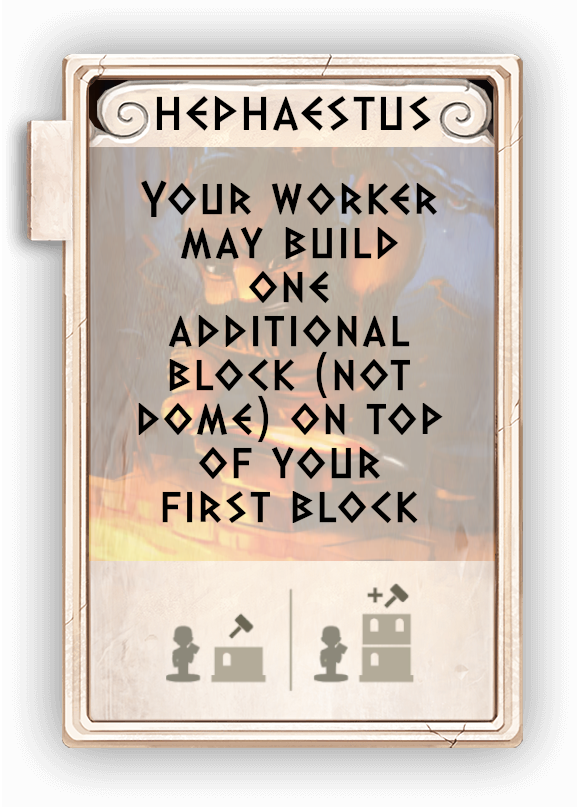 HEPHAESTUS
YOUR WORKER
MAY BUILD
ONE
ADDITIONAL
BLOCK (NOT
DOME) ON TOP
OF YOUR
FIRST BLOCK
+